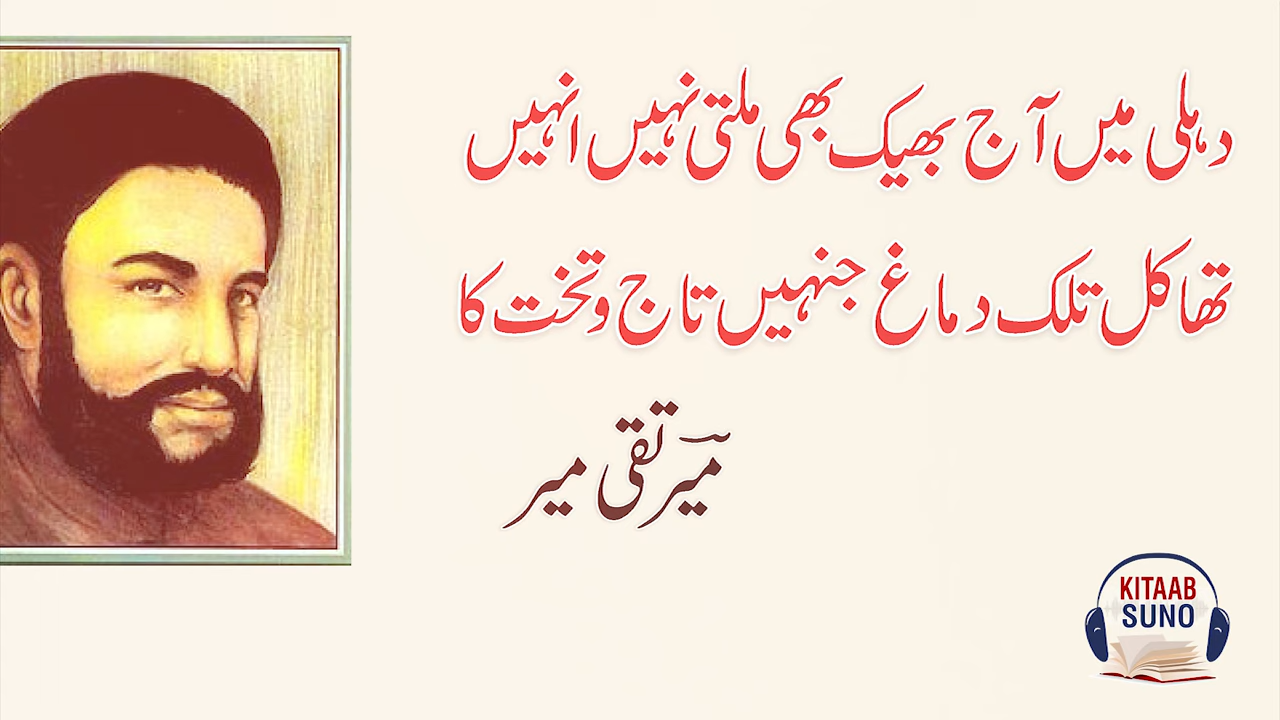 دہلی میں آج بھیک بھی ملتی نہیں انہیں
تھا کل تلک دماغ جنہیں تاج و تخت کا
میرؔ تقی میر
KITAAB
SUNO